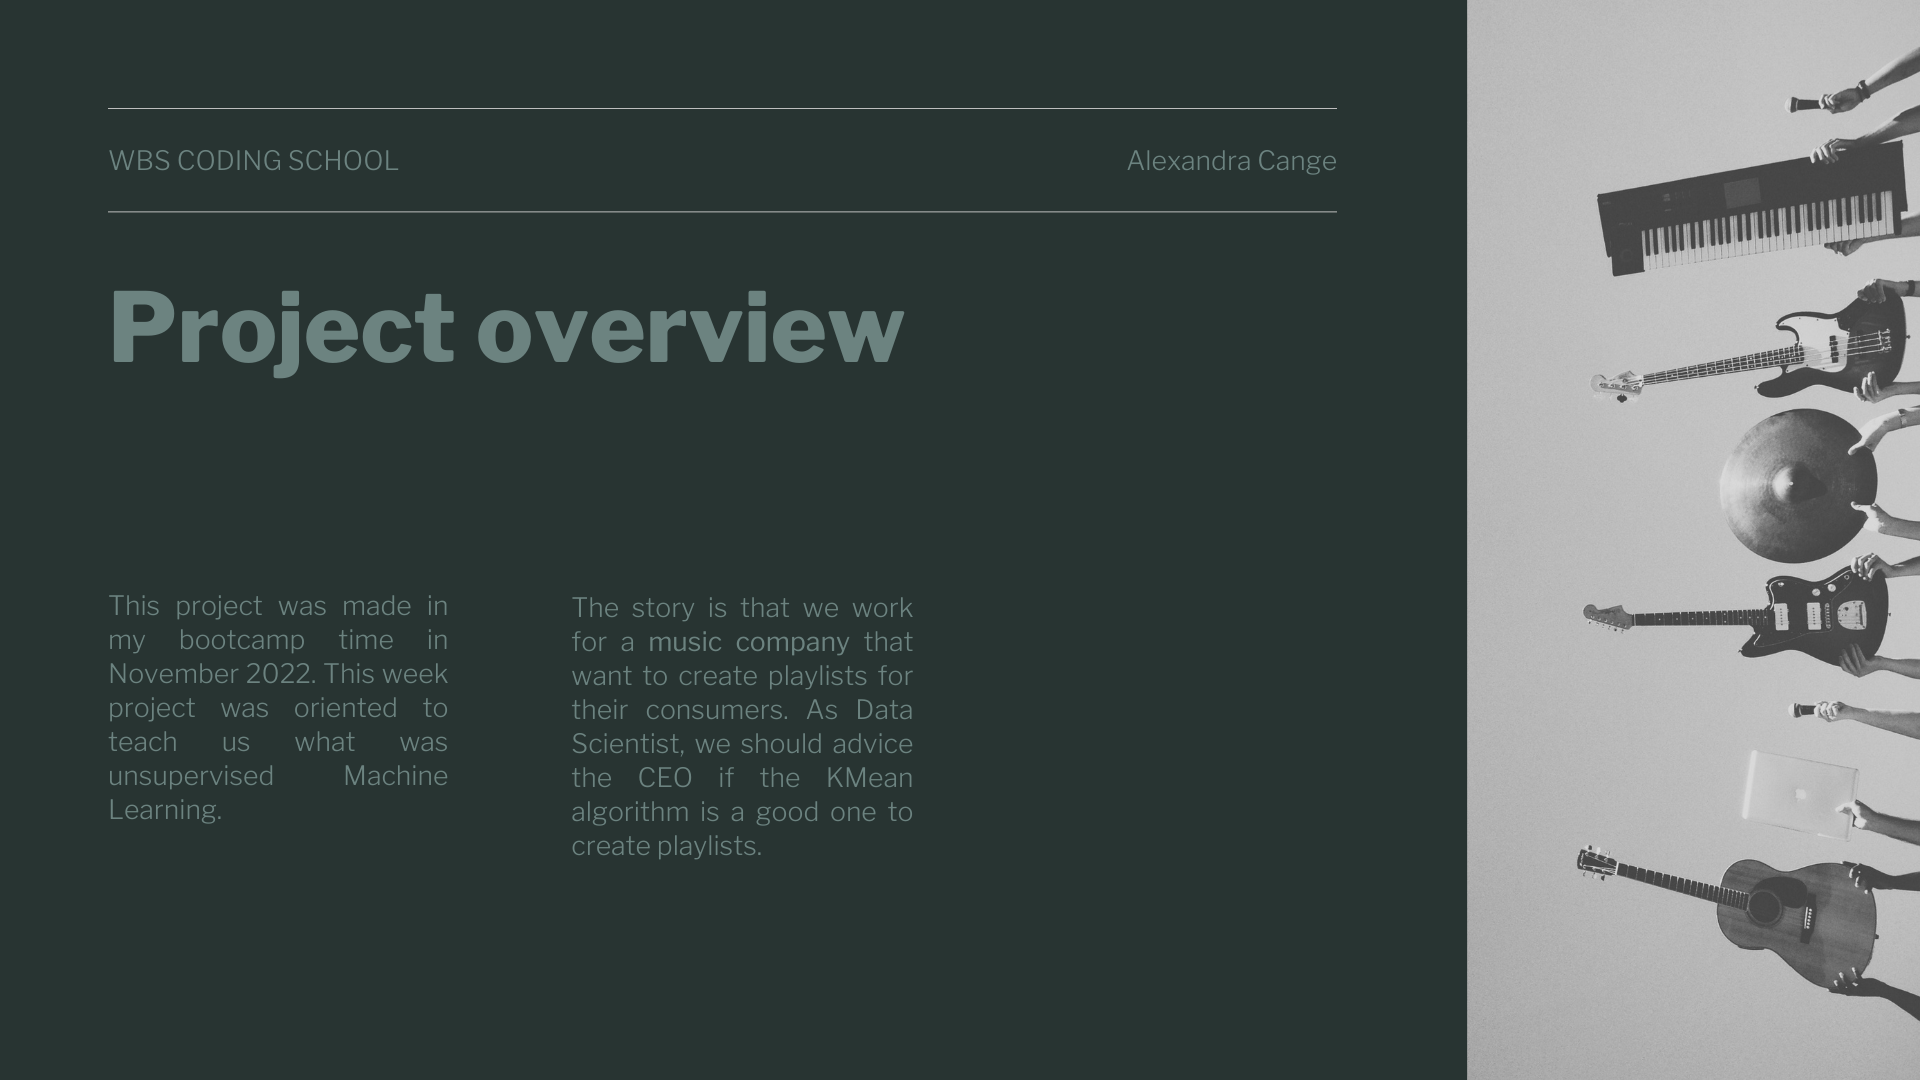 WBS CODING SCHOOL
Alexandra Cange
Project overview
This project was made in
my bootcamp time in
November 2022. This week
project was oriented to
teach us what was
unsupervised Machine
Learning.
The story is that we work
for a music company that
want to create playlists for
their consumers. As Data
Scientist, we should advice
the CEO if the KMean
algorithm is a good one to
create playlists.